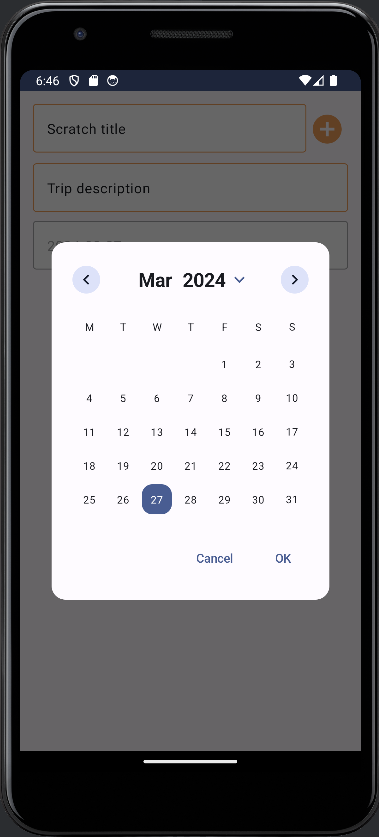 6:46
Scratch title
Trip description
Mar 2024
M T W T F S S
1 2 3
4 5 6 7 8 9 10
11 12 13 14 15 16 17
18 19 20 21 22 23 24
25 26 27 28 29 30 31
Cancel OK